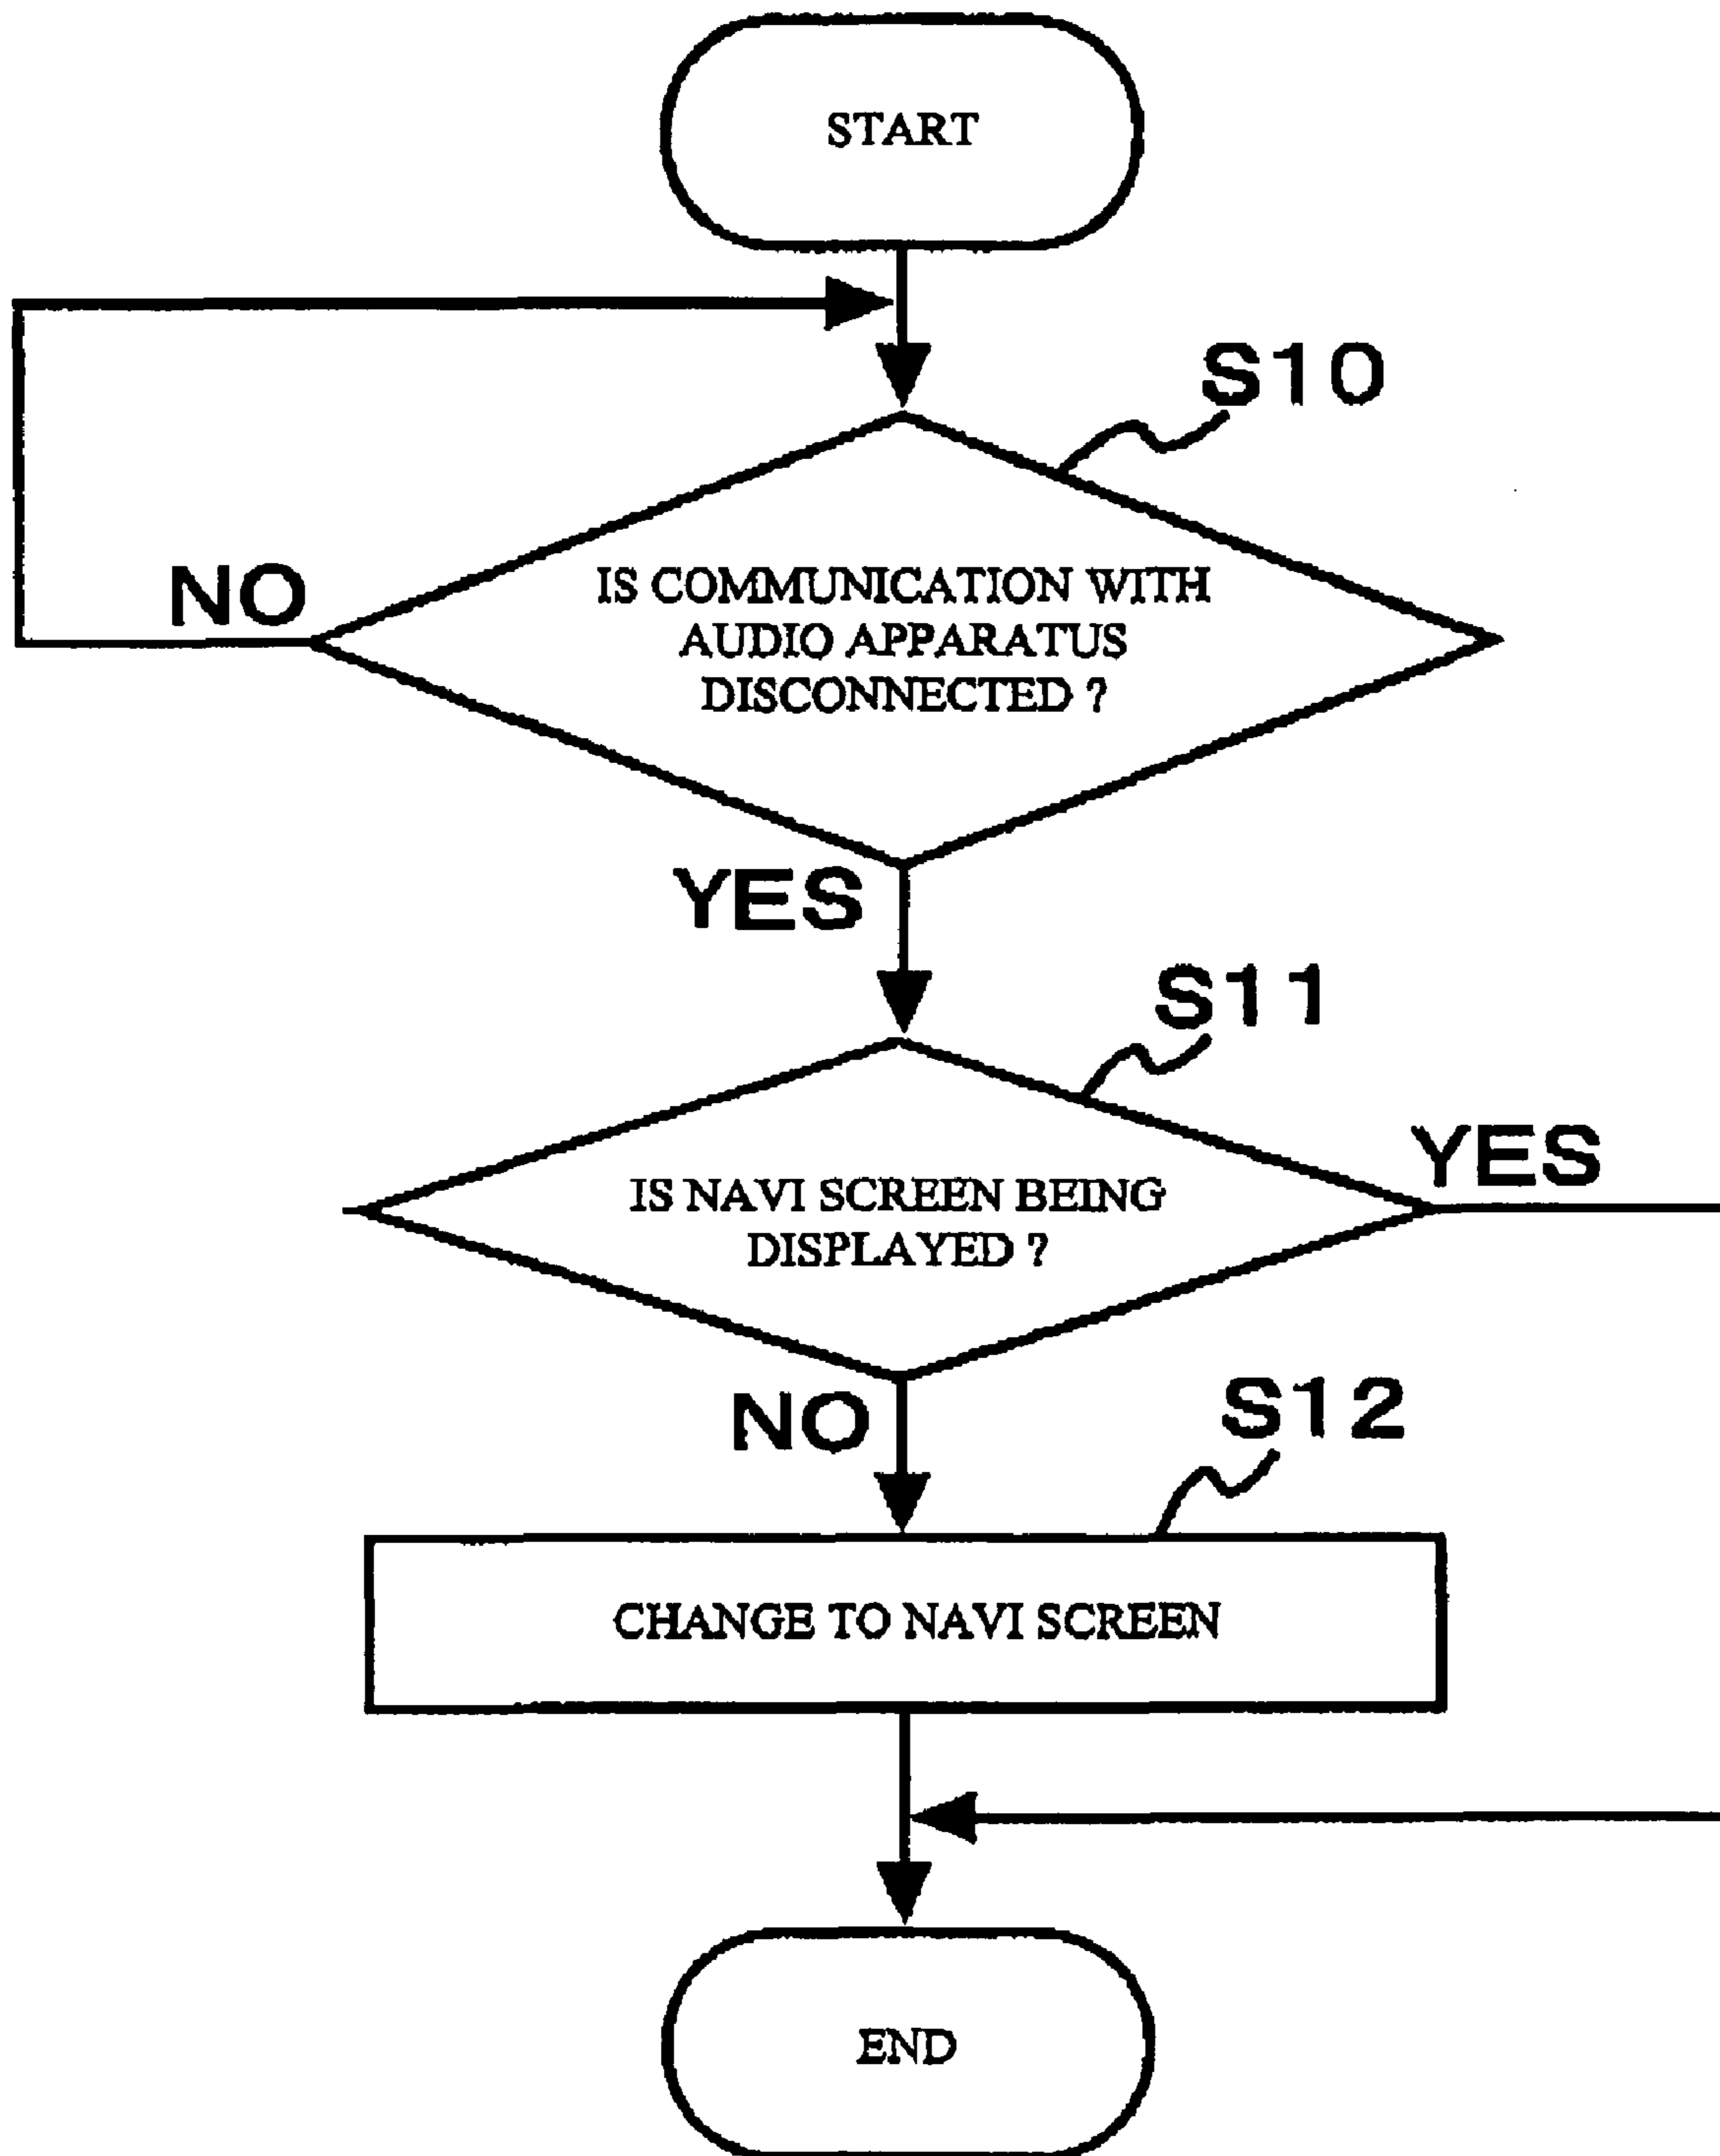 START
S10
IS COMMUNICATION WITH
AUDIO APPARATUS
DISCONNECTED ?
NO
YES
S11
IS NAVI SCREEN BEING
DISPLAYED ?
YES
NO
S12
CHANGE TO NAVI SCREEN
END